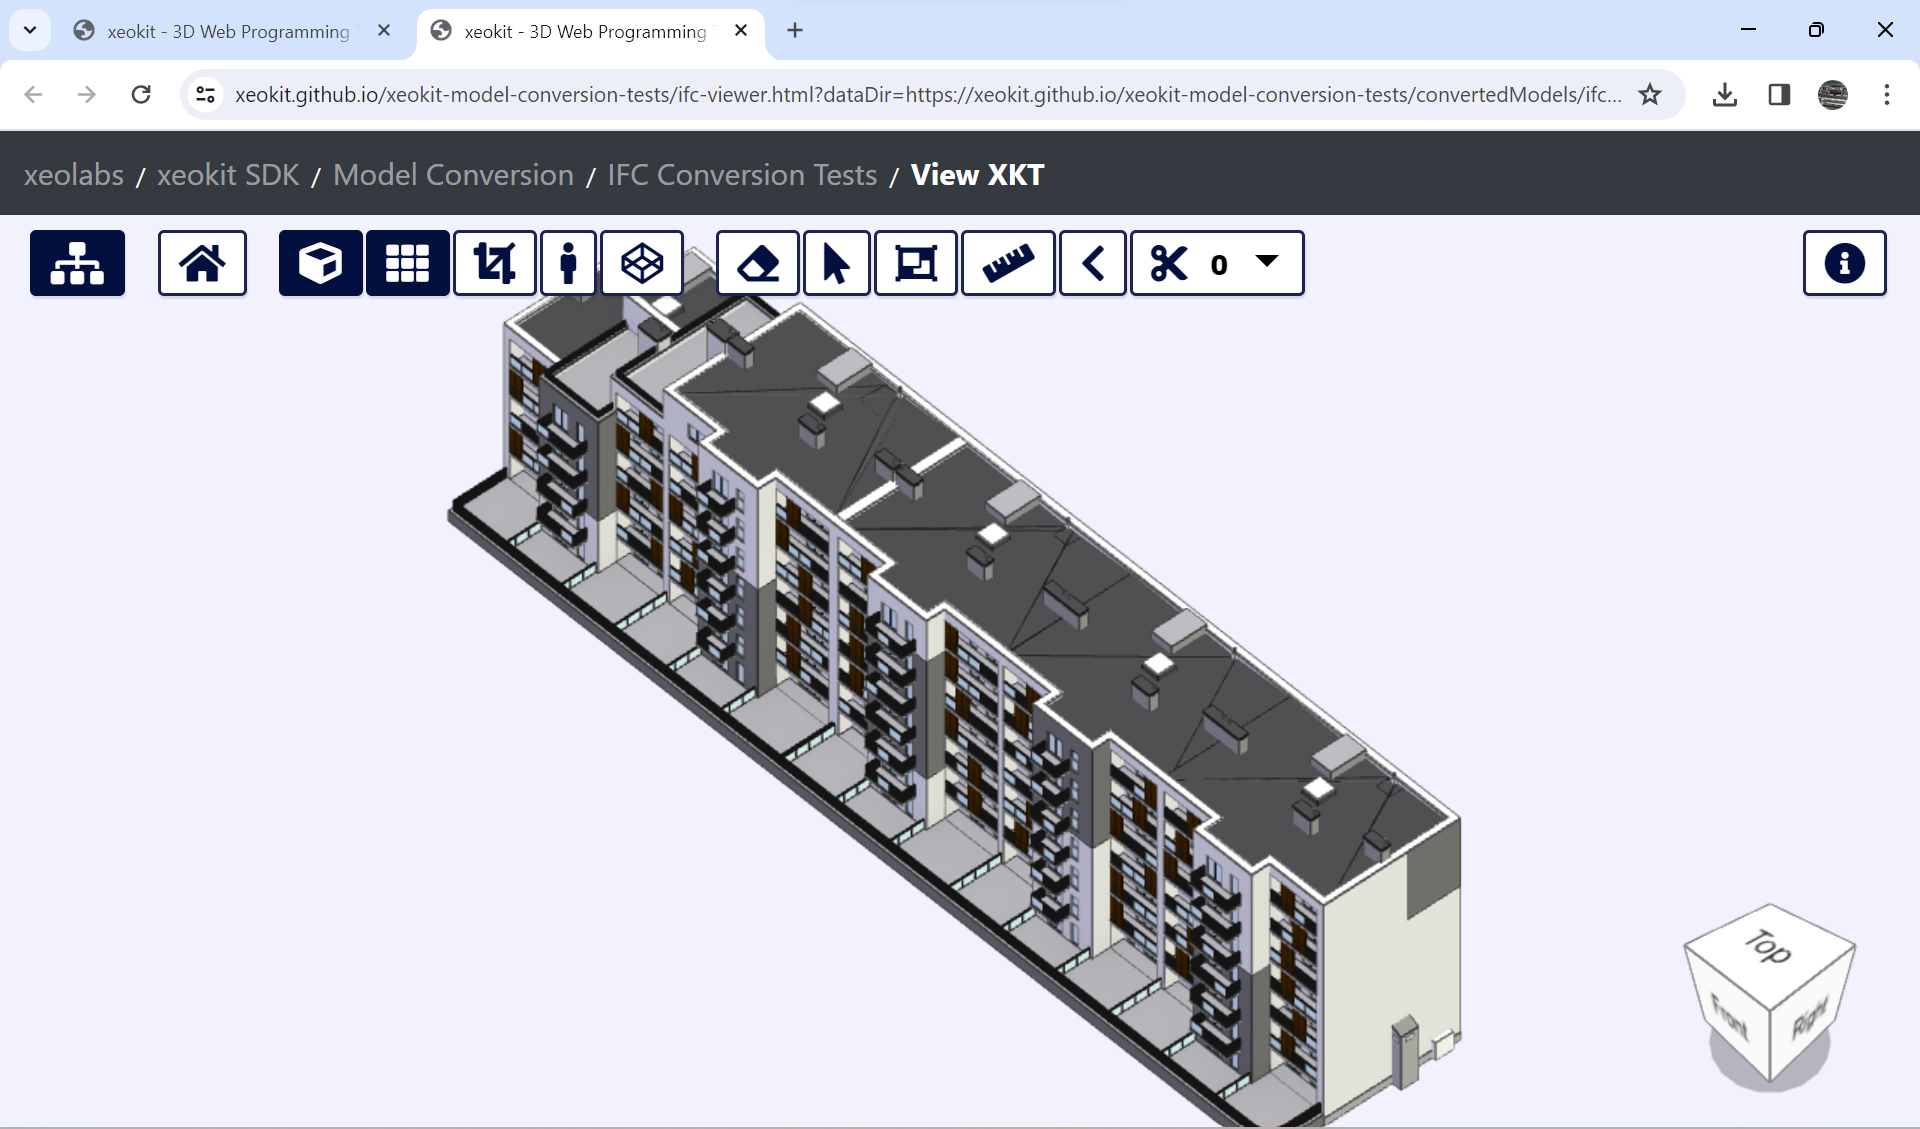 xeokit - 3D Web Programming
xeokit - 3D Web Programming
xeokit.github.io/xeokit-model-conversion-tests/ifc-viewer.html?dataDir=https://xeokit.github.io/xeokit-model-conversion-tests/convertedModels/ifc...
xeolabs / xeokit SDK / Model Conversion / IFC Conversion Tests / View XKT
0
Top
Front
Right